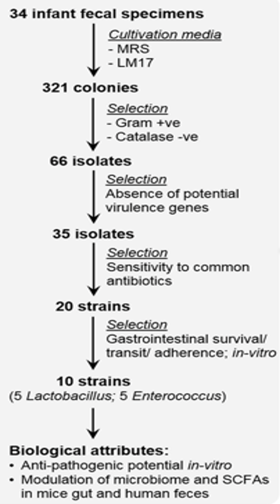 34 infant fecal specimens
Cultivation media
- MRS
- LM17
321 colonies
Selection
- Gram +ve
- Catalase -ve
66 isolates
Selection
Absence of potential
virulence genes
35 isolates
Selection
Sensitivity to common
antibiotics
20 strains
Selection
Gastrointestinal survival/
transit/ adherence; in-vitro
10 strains
(5 Lactobacillus; 5 Enterococcus)
Biological attributes:
• Anti-pathogenic potential in-vitro
• Modulation of microbiome and SCFAs
in mice gut and human feces